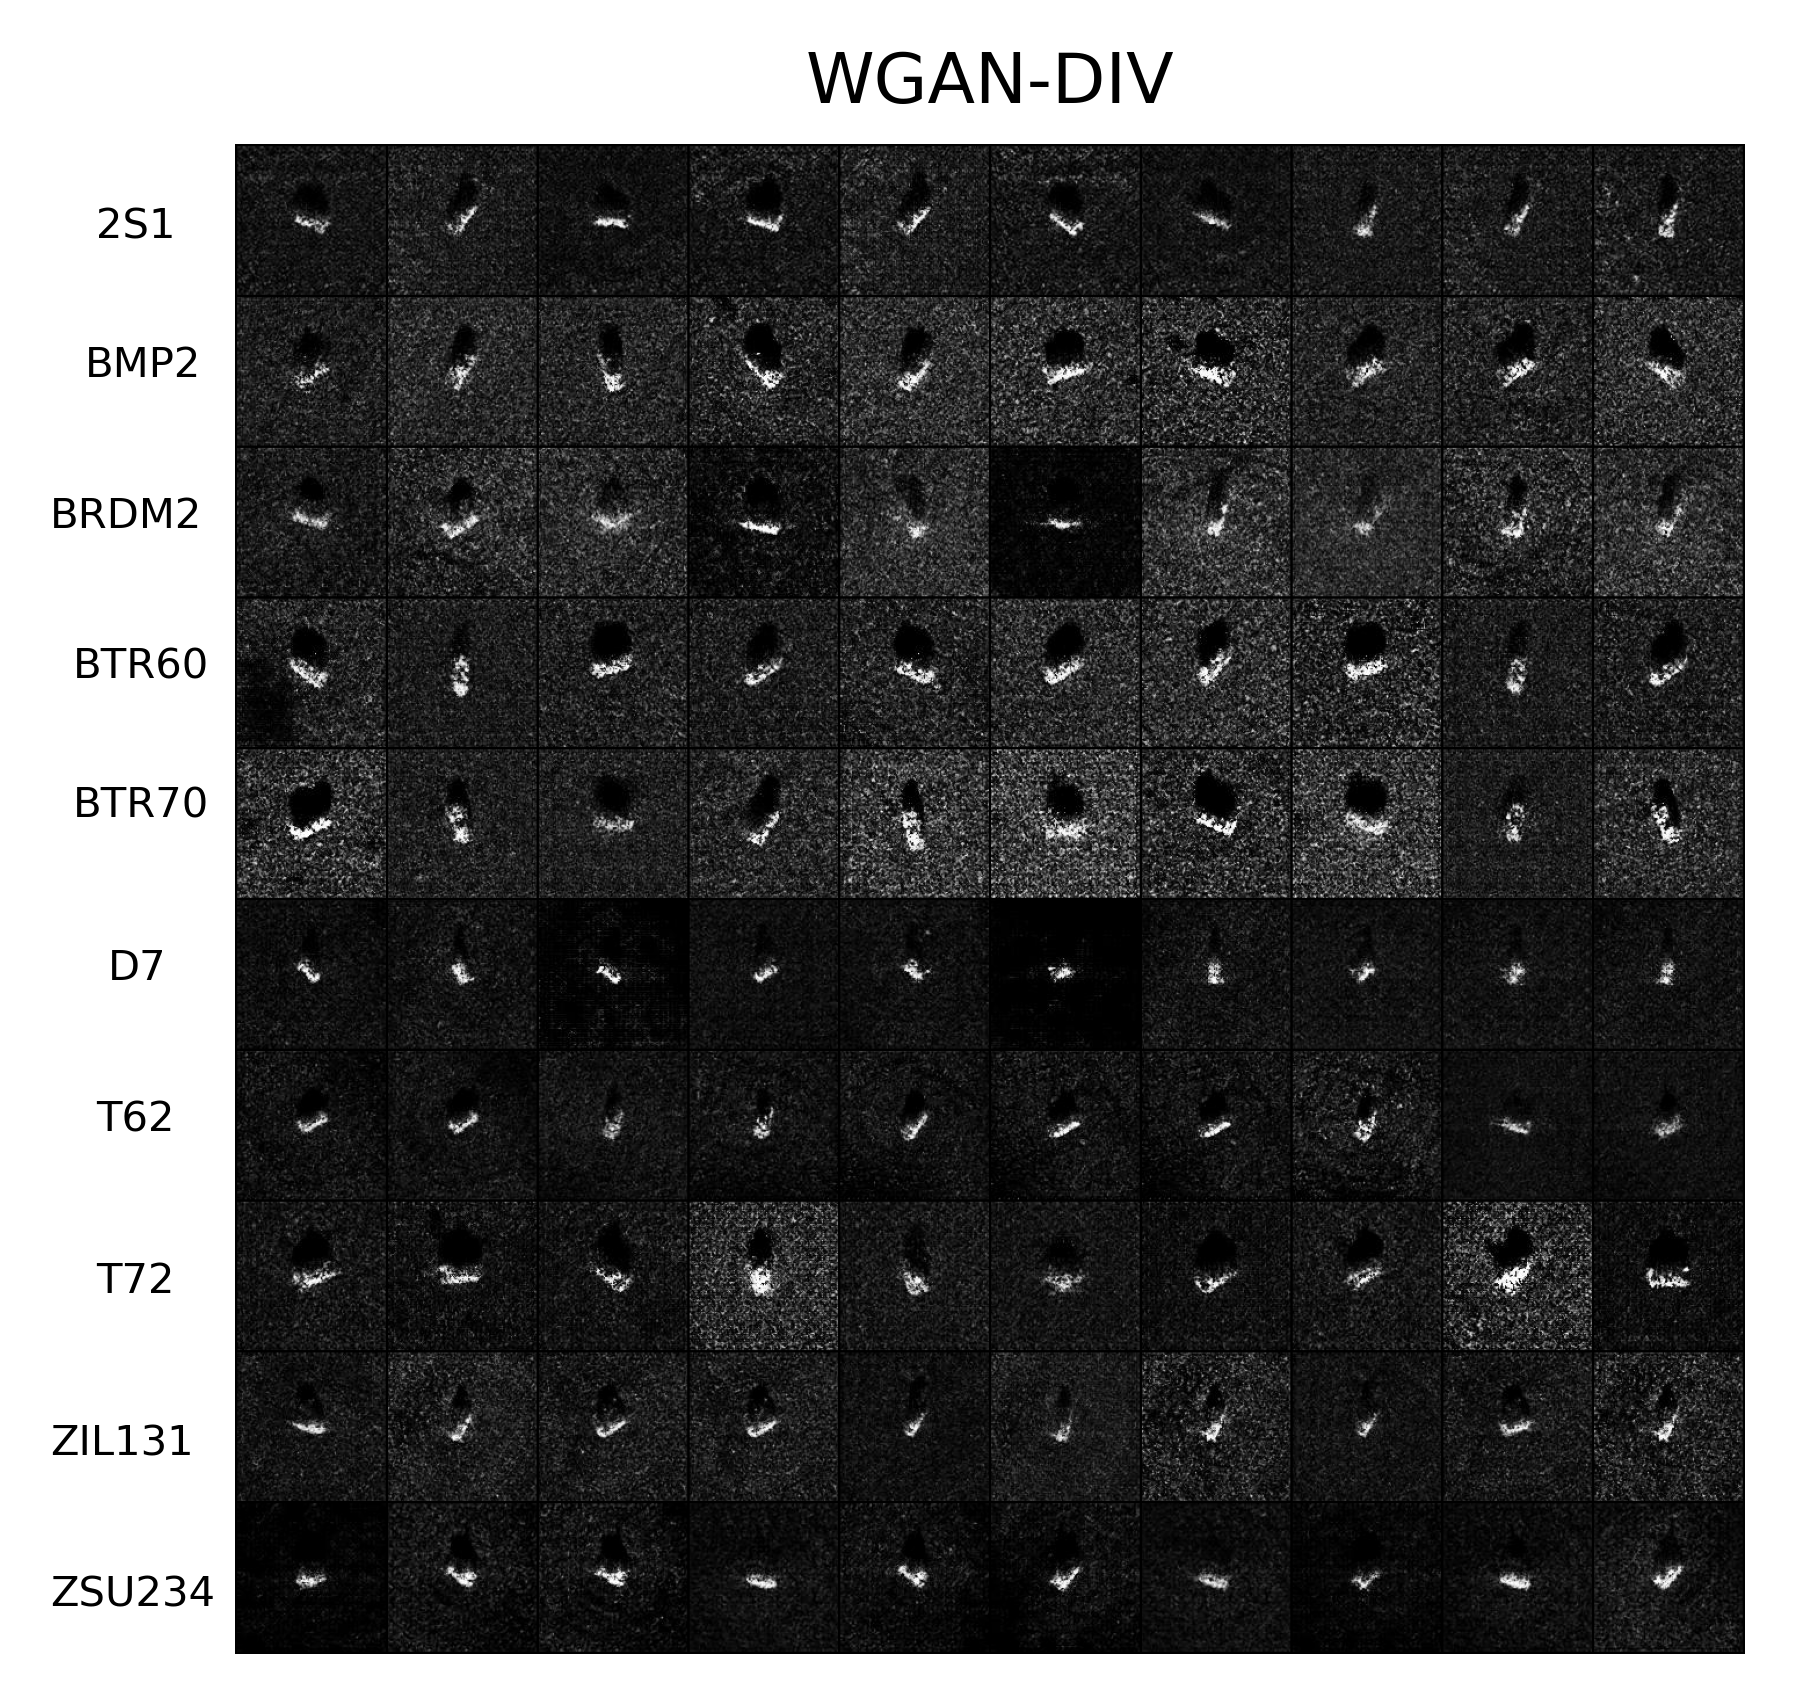 WGAN-DIV
2S1
BMP2
BRDM2
BTR60
BTR70
D7
T62
T72
ZIL131
ZSU234